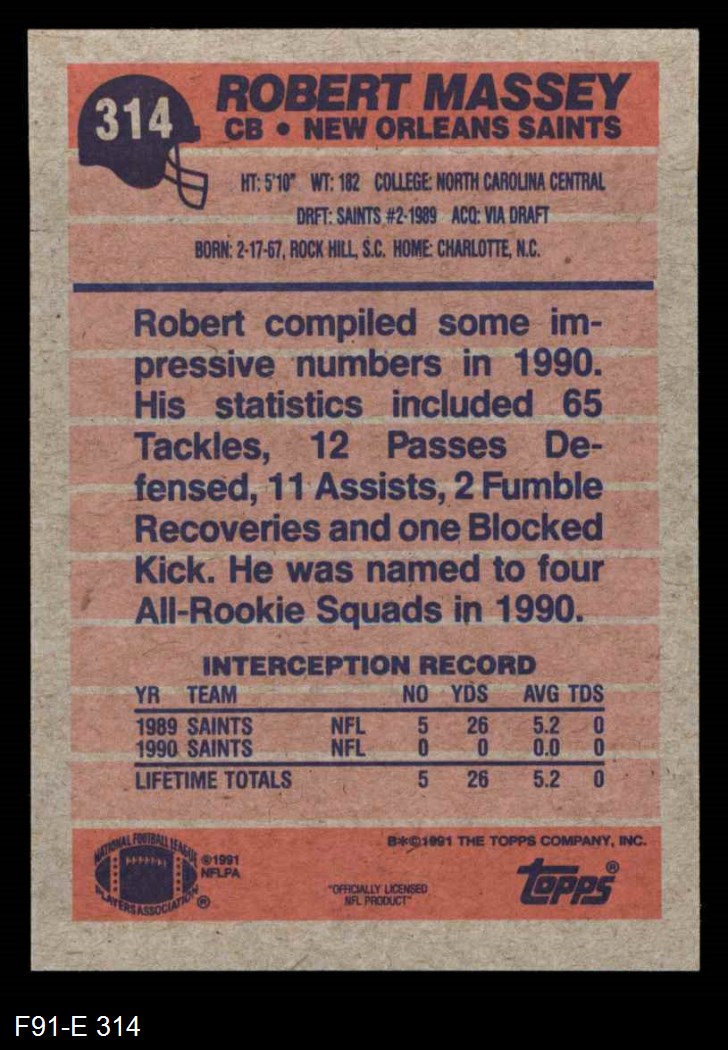 314
ROBERT MASSEY
CB • NEW ORLEANS SAINTS
HT: 5'10" WT: 182 COLLEGE: NORTH CAROLINA CENTRAL
DRFT: SAINTS #2-1989 ACQ: VIA DRAFT
BORN: 2-17-67, ROCK HILL, S.C. HOME: CHARLOTTE, N.C.
Robert compiled some im-
pressive numbers in 1990.
His statistics included 65
Tackles, 12 Passes De-
fensed, 11 Assists, 2 Fumble
Recoveries and one Blocked
Kick. He was named to four
All-Rookie Squads in 1990.
INTERCEPTION RECORD
YR TEAM NO YDS AVG TDS
1989 SAINTS NFL 5 26 5.2 0
1990 SAINTS NFL 0 0 0.0 0
LIFETIME TOTALS 5 26 5.2 0
NATIONAL FOOTBALL LEAGUE
PLAYERS ASSOCIATION ®
©1991
NFLPA
B*©1991 THE TOPPS COMPANY, INC.
"OFFICIALLY LICENSED
NFL PRODUCT"
topps®
F91-E 314